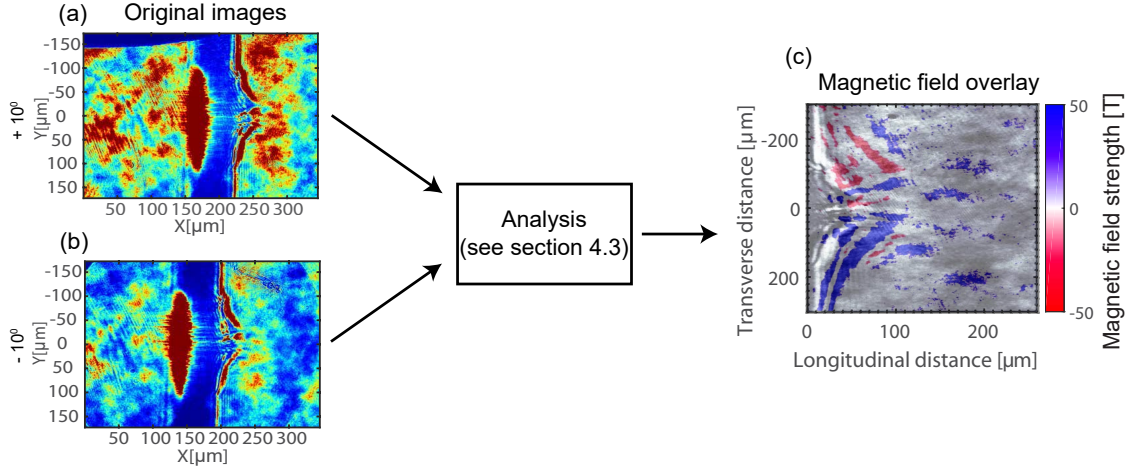 (a)
Original images
-150
-100
-50
0
50
100
150
Y[µm]
+ 10⁰
50 100 150 200 250 300
X[µm]
(b)
-150
-100
-50
0
50
100
150
Y[µm]
- 10⁰
50 100 150 200 250 300
X[µm]
Analysis
(see section 4.3)
(c)
Magnetic field overlay
-200
0
200
Transverse distance [µm]
0 100 200
Longitudinal distance [µm]
50
0
-50
Magnetic field strength [T]